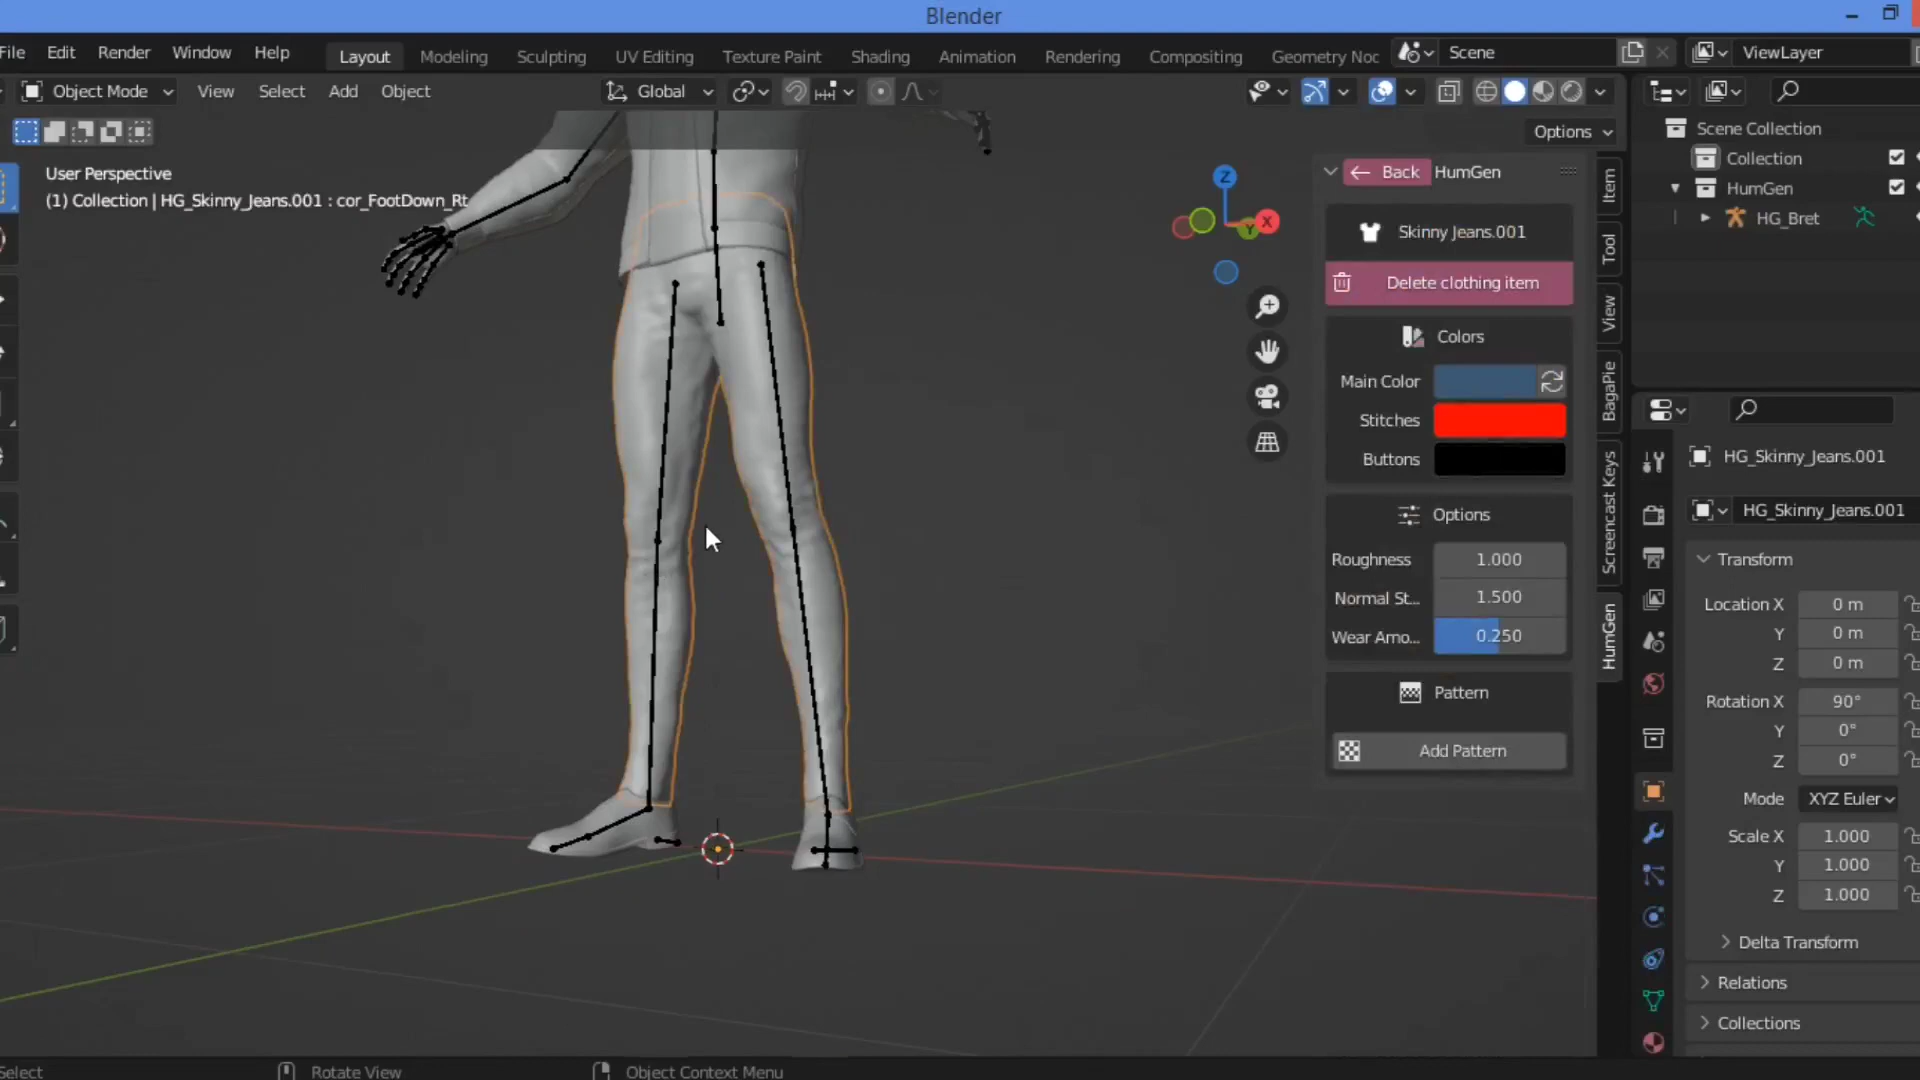 Blender
File Edit Render Window Help Layout Modeling Sculpting UV Editing Texture Paint Shading Animation Rendering Compositing Geometry Noc Scene ViewLayer
Object Mode View Select Add Object Global
Options
User Perspective
(1) Collection | HG_Skinny_Jeans.001 : cor_FootDown_Rt
Z
X
Y
Back HumGen
Skinny Jeans.001
Delete clothing item
Colors
Main Color
Stitches
Buttons
Options
Roughness 1.000
Normal St... 1.500
Wear Amo... 0.250
Pattern
Add Pattern
Item
Tool
View
BagaPie
Screencast Keys
HumGen
Scene Collection
Collection
HumGen
HG_Bret
HG_Skinny_Jeans.001
HG_Skinny_Jeans.001
Transform
Location X 0 m
Y 0 m
Z 0 m
Rotation X 90°
Y 0°
Z 0°
Mode XYZ Euler
Scale X 1.000
Y 1.000
Z 1.000
Delta Transform
Relations
Collections
Select Rotate View Object Context Menu